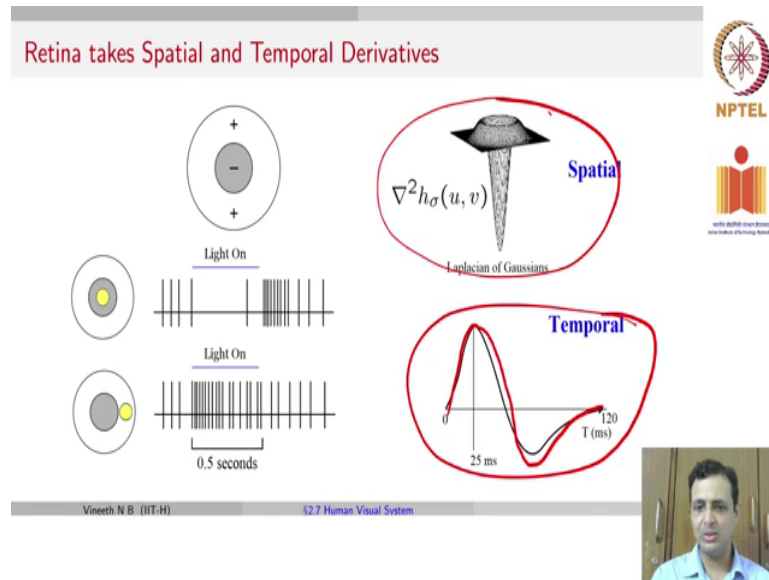 Retina takes Spatial and Temporal Derivatives
NPTEL
+
−
+
Light On
Light On
0.5 seconds
∇²hσ(u, v)
Spatial
Laplacian of Gaussians
Temporal
0
120
T (ms)
25 ms
Vineeth N B (IIT-H)
§2.7 Human Visual System